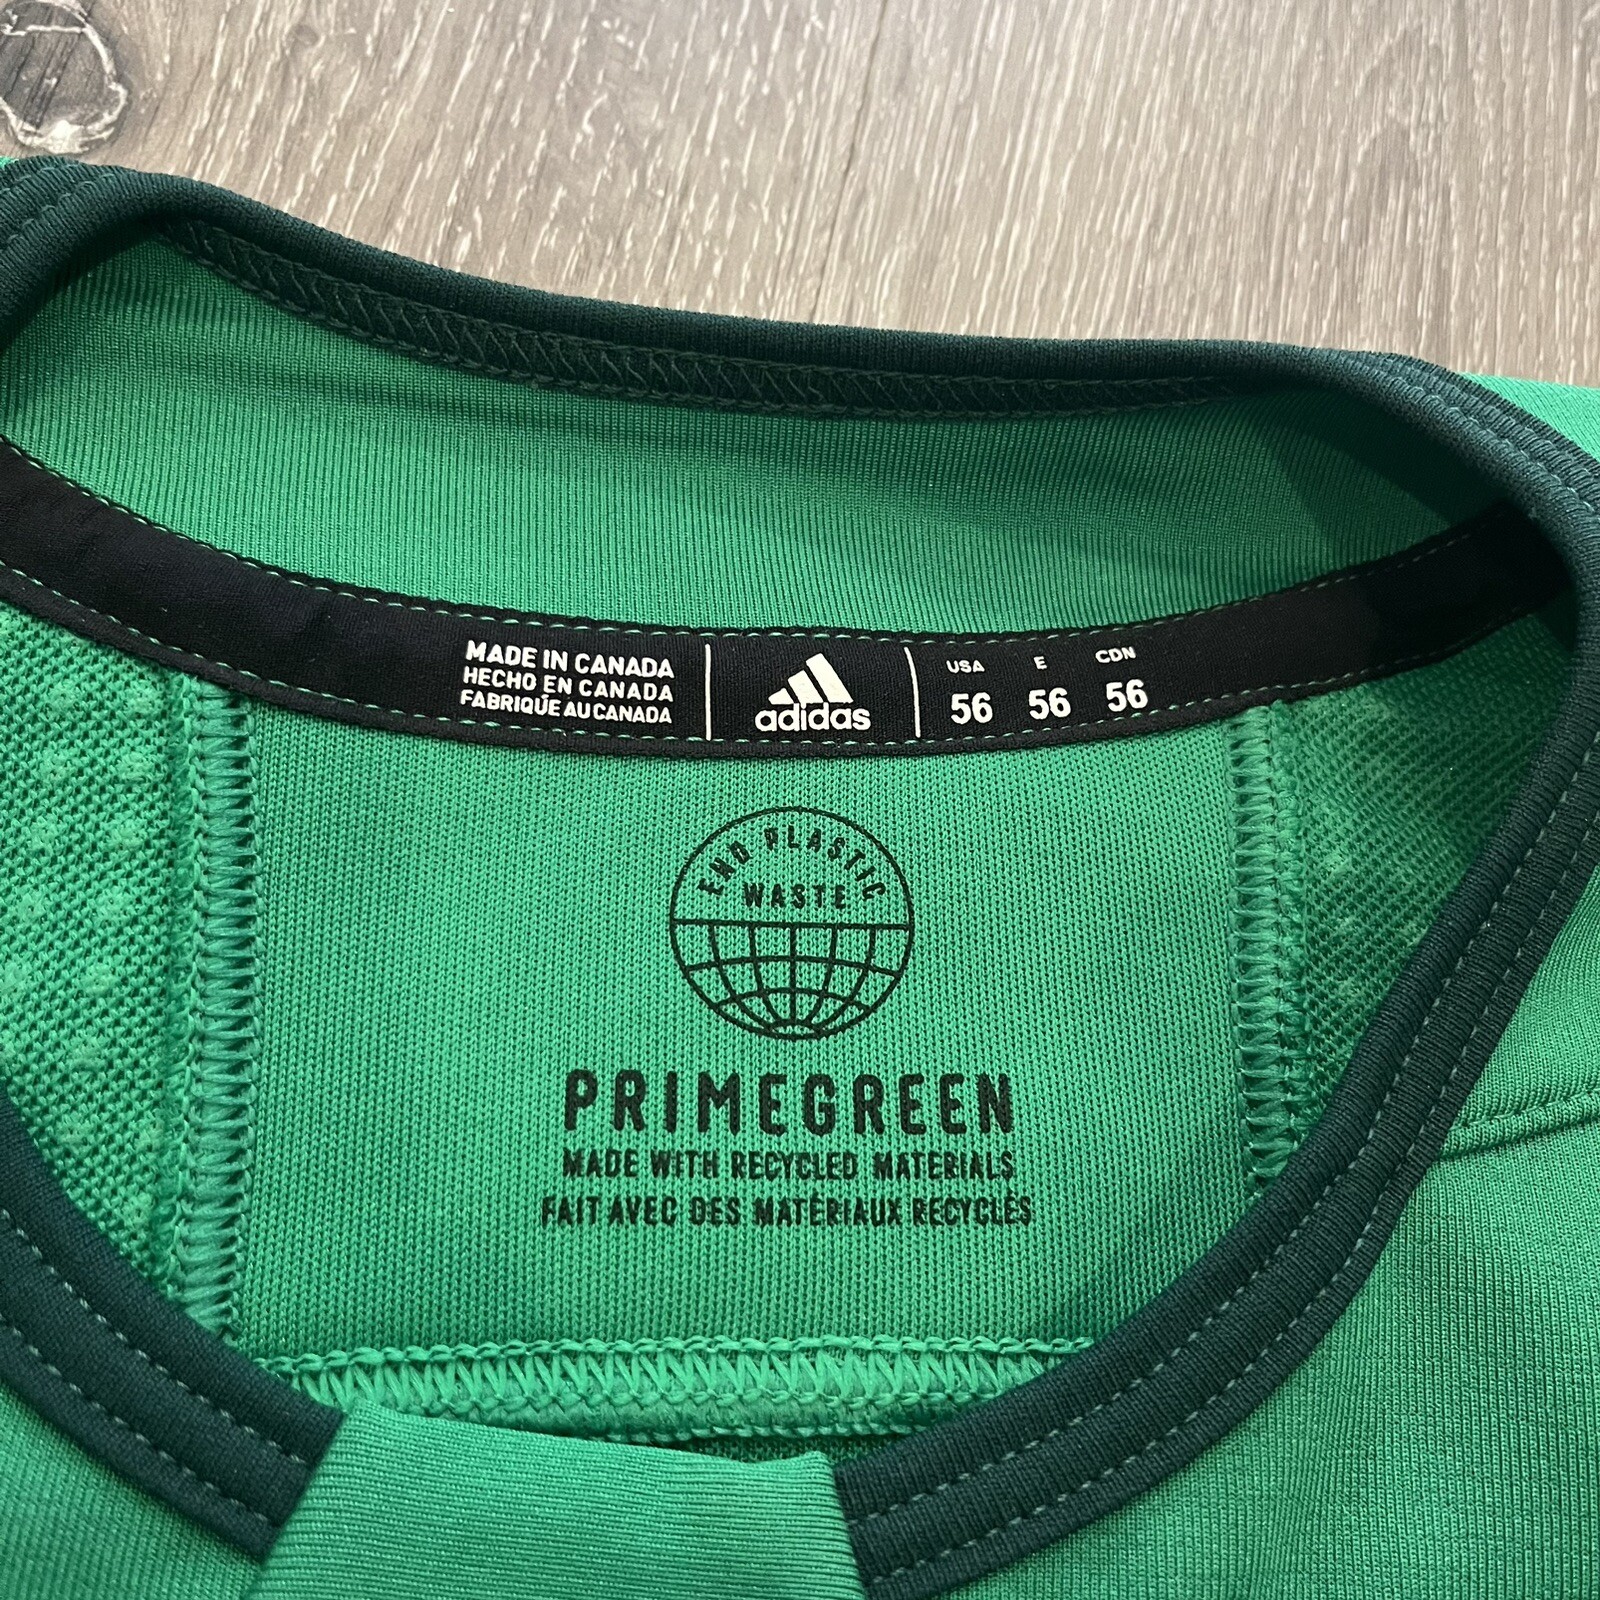 MADE IN CANADA
HECHO EN CANADA
FABRIQUÉ AU CANADA
adidas
USA E CDN
56 56 56
END PLASTIC
WASTE
PRIMEGREEN
MADE WITH RECYCLED MATERIALS
FAIT AVEC DES MATÉRIAUX RECYCLÉS